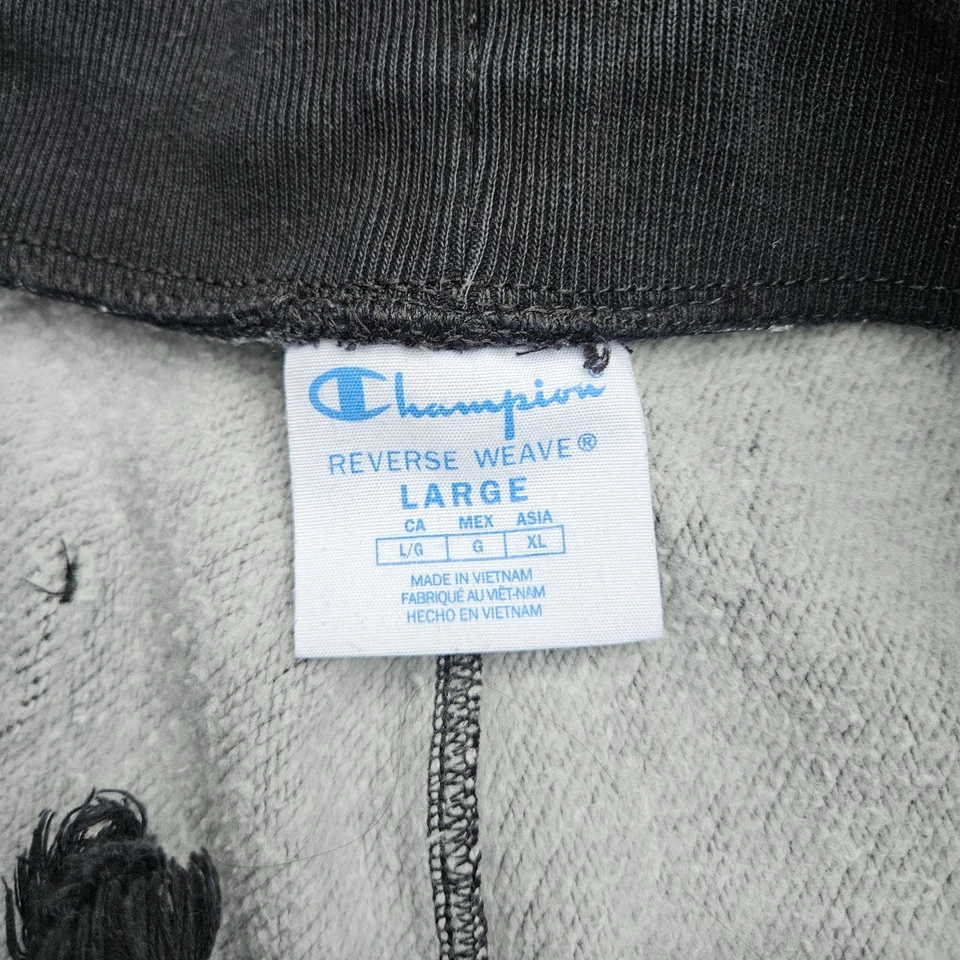 Champion
REVERSE WEAVE®
LARGE
CA MEX ASIA
L/G G XL
MADE IN VIETNAM
FABRIQUÉ AU VIÊT-NAM
HECHO EN VIETNAM